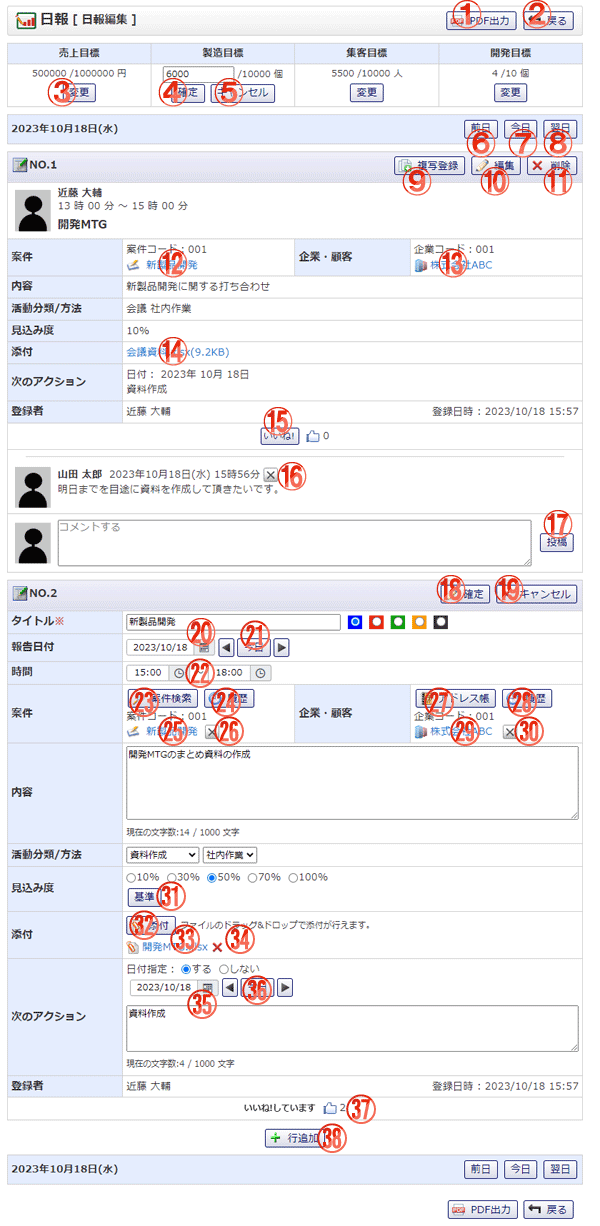 日報 [ 日報編集 ]
① PDF出力 ② 戻る
売上目標 製造目標 集客目標 開発目標
500000 /1000000 円 6000 /10000 個 5500 /10000 人 4 /10 個
③ 変更 ④ 確定 ⑤ キャンセル 変更 変更
2023年10月18日(水) 前日 今日 翌日
⑥ ⑦ ⑧
NO.1 複写登録 編集 削除
⑨ ⑩ ⑪
近藤 大輔
13 時 00 分 ～ 15 時 00 分
開発MTG
案件 案件コード : 001 企業・顧客 企業コード : 001
⑫ 新製品開発 ⑬ 株式会社ABC
内容 新製品開発に関する打ち合わせ
活動分類/方法 会議 社内作業
見込み度 10%
添付 会議資料.xlsx(9.2KB) ⑭
次のアクション 日付 : 2023年 10月 18日
資料作成
登録者 近藤 大輔 登録日時 : 2023/10/18 15:57
⑮ いいね! 0
山田 太郎 2023年10月18日(水) 15時56分 ⑯
明日までを目途に資料を作成して頂きたいです。
コメントする ⑰ 投稿
NO.2 ⑱ 確定 ⑲ キャンセル
タイトル※ 新製品開発
報告日付 2023/10/18 ⑳ 今日 ㉑
時間 15:00 ～ 18:00 ㉒
案件 ㉓ 案件検索 ㉔ 履歴 企業・顧客 ㉗ アドレス帳 ㉘ 履歴
案件コード : 001 企業コード : 001
新製品開発 ㉕ ㉖ 株式会社ABC ㉙ ㉚
内容 開発MTGのまとめ資料の作成
現在の文字数:14 / 1000 文字
活動分類/方法 資料作成 社内作業
見込み度 10% 30% 50% 70% 100%
基準 ㉛
添付 ㉜ 添付 ファイルのドラッグ&ドロップで添付が行えます。
開発MTG.xlsx ㉝ ㉞
次のアクション 日付指定 : する しない
2023/10/18 ㉟ 今日 ㊱
資料作成
現在の文字数:4 / 1000 文字
登録者 近藤 大輔 登録日時 : 2023/10/18 15:57
いいね!しています 2 ㊲
行追加 ㊳
2023年10月18日(水) 前日 今日 翌日
PDF出力 戻る